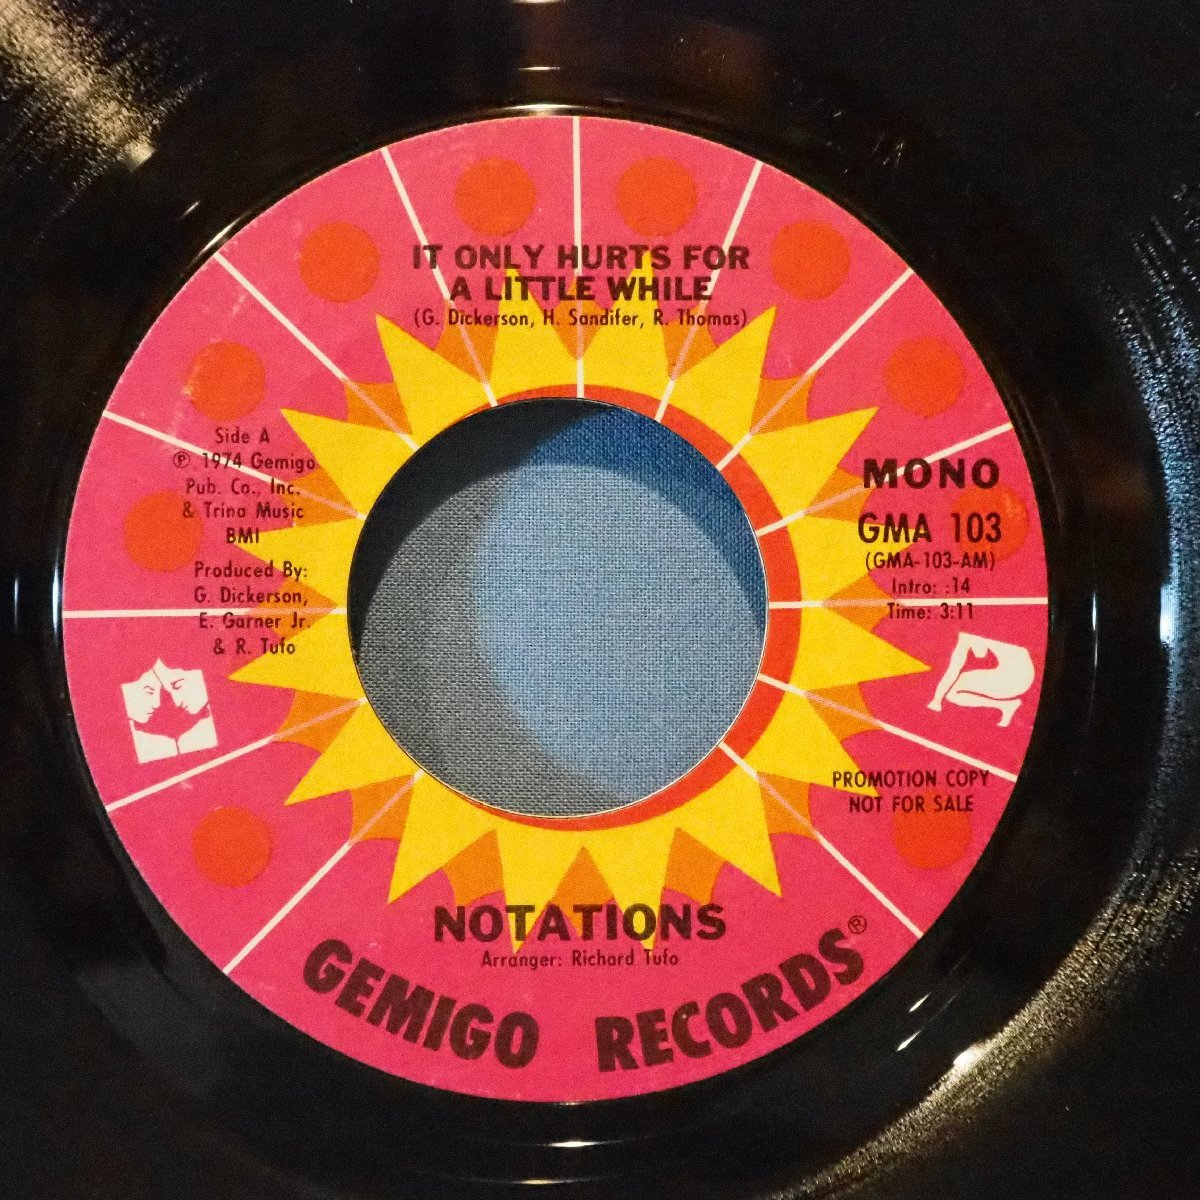 IT ONLY HURTS FOR
A LITTLE WHILE
(G. Dickerson, H. Sandifer, R. Thomas)
Side A
℗ 1974 Gemigo
Pub. Co., Inc.
& Trina Music
BMI
Produced By:
G. Dickerson,
E. Garner Jr.
& R. Tufo
MONO
GMA 103
(GMA-103-AM)
Intro: :14
Time: 3:11
PROMOTION COPY
NOT FOR SALE
NOTATIONS
Arranger: Richard Tufo
GEMIGO RECORDS®